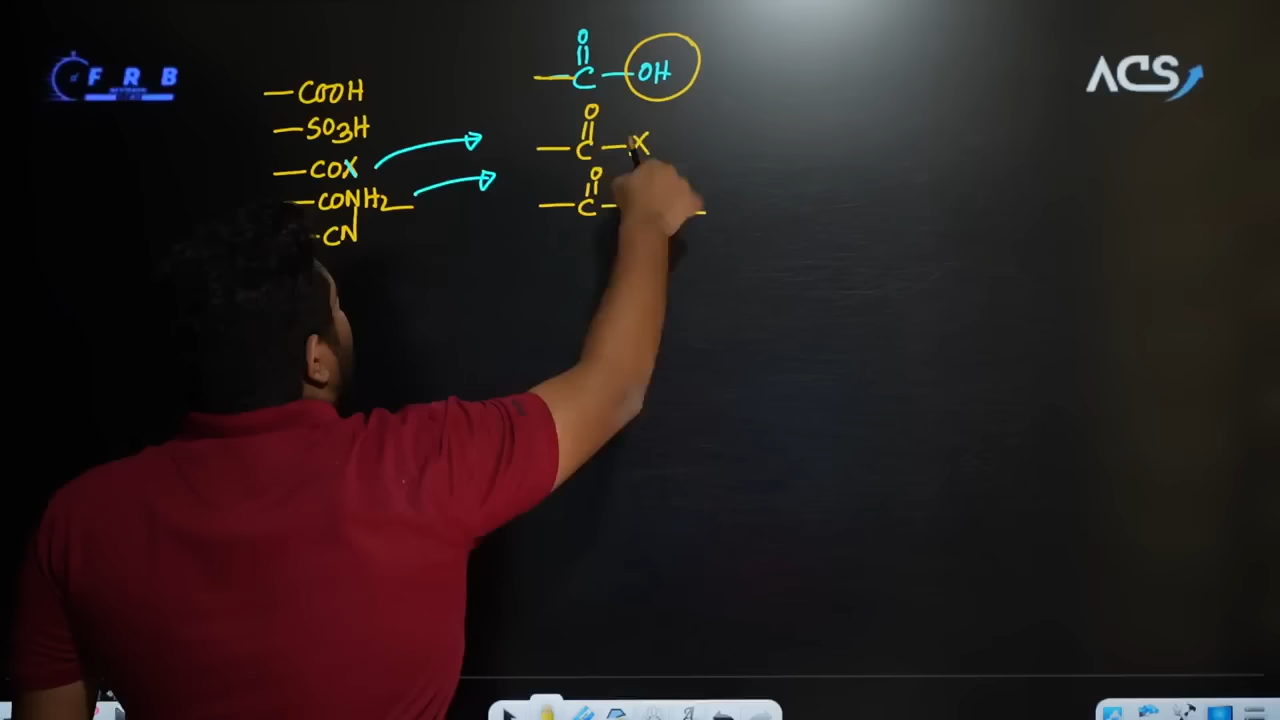 FRB
ACS
—COOH
—SO3H
—COX
—CONH2
-CN
O
||
—C—OH
O
||
—C—X
O
||
—C—